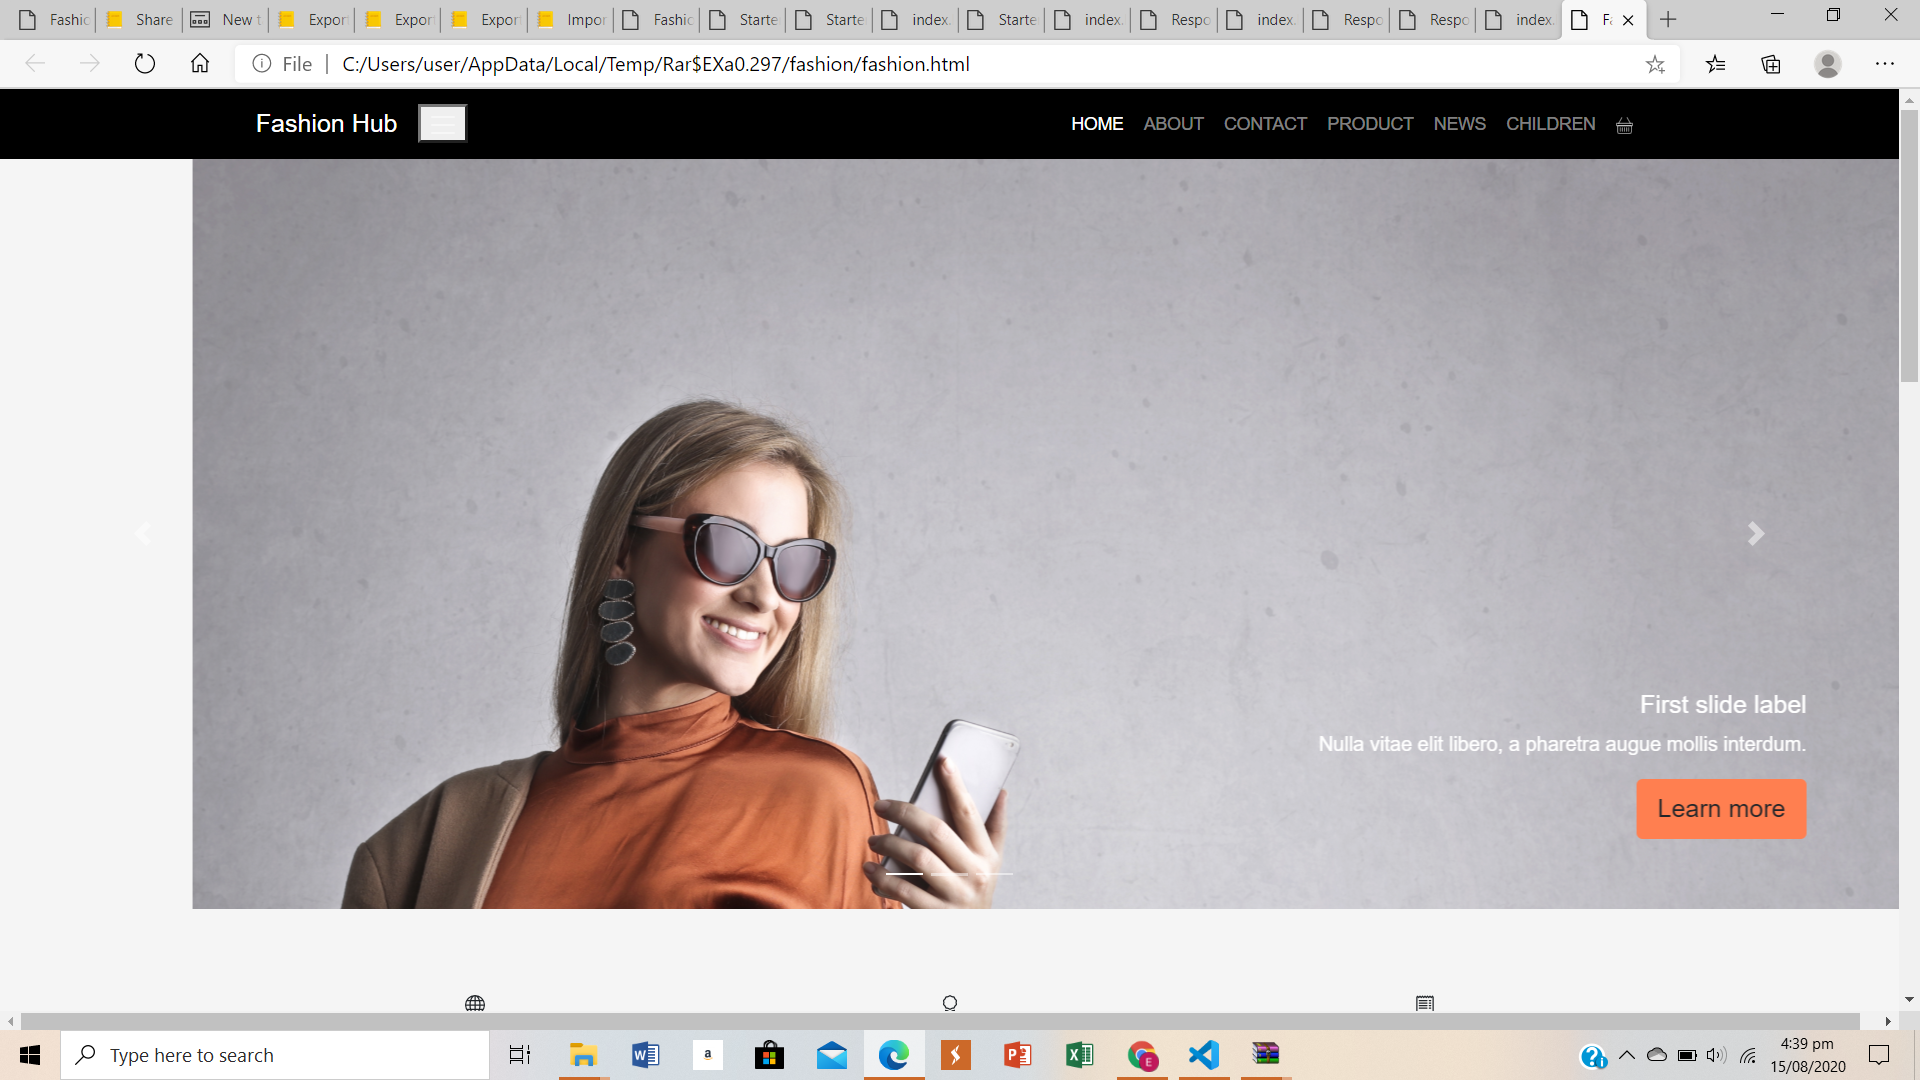 Fashic Share New t Export Export Export Impor Fashic Starte Starte index. Starte index. Respo index. Respo Respo index. Fa
File C:/Users/user/AppData/Local/Temp/Rar$EXa0.297/fashion/fashion.html
Fashion Hub HOME ABOUT CONTACT PRODUCT NEWS CHILDREN
First slide label
Nulla vitae elit libero, a pharetra augue mollis interdum.
Learn more
Type here to search
4:39 pm
15/08/2020